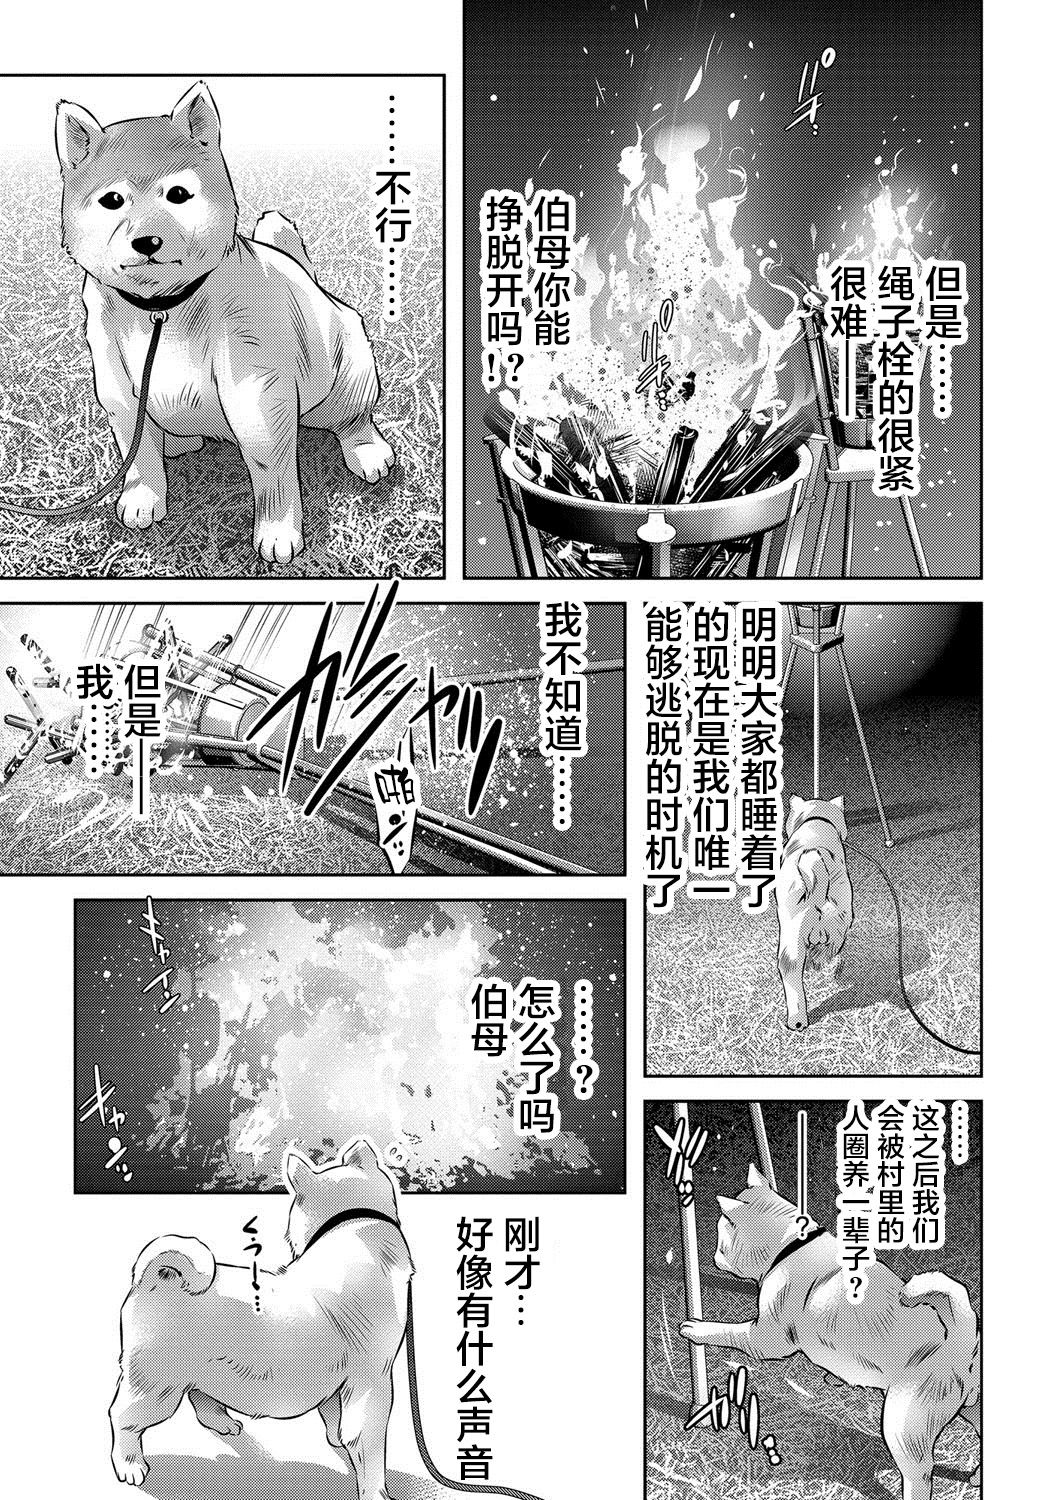 但是……
绳子栓的很紧
很难——
伯母你能
挣脱开吗!?
……不行……
明明大家都睡着了
的现在是我们唯一
能够逃脱的时机了
我不知道……
但是——
我……
……
这之后我们
会被村里的
人圈养一辈子?
——?
……?
怎么了吗
伯母
刚才…
好像有什么声音
くぅーん…